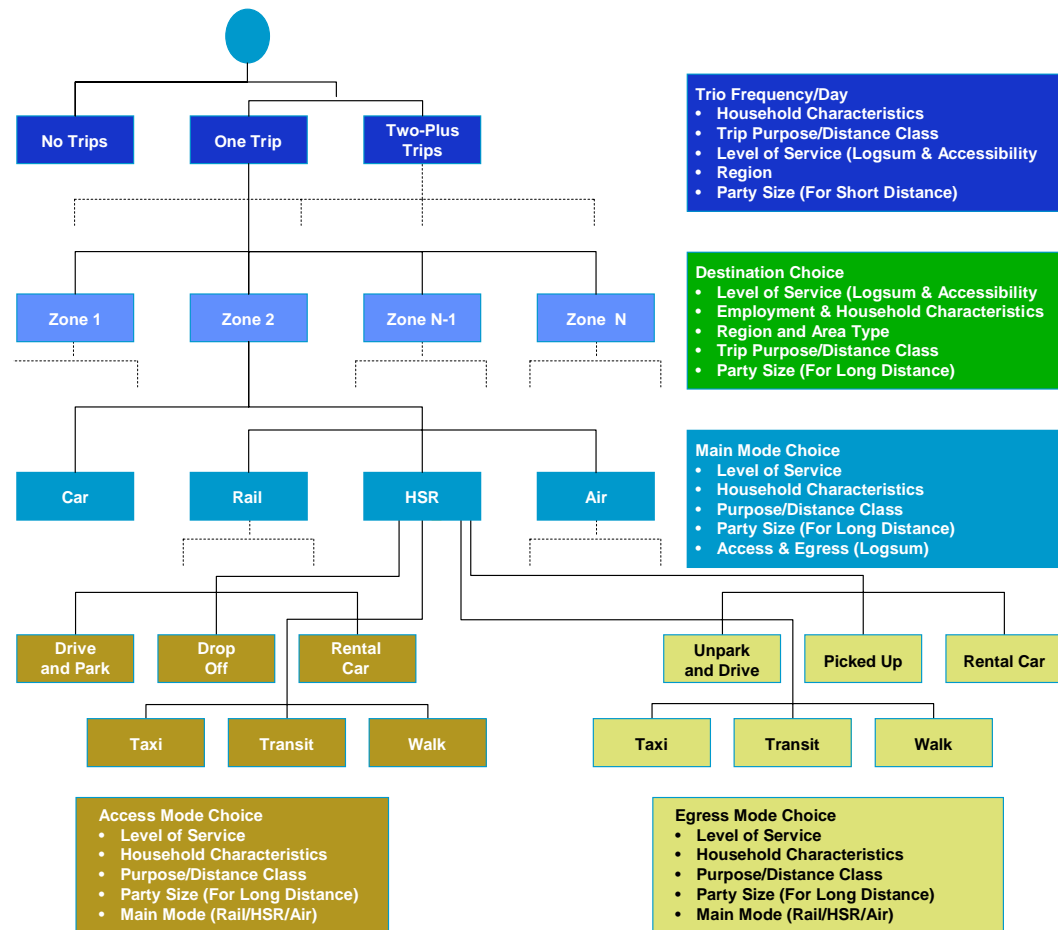 No Trips
One Trip
Two-Plus
Trips
Trio Frequency/Day
• Household Characteristics
• Trip Purpose/Distance Class
• Level of Service (Logsum & Accessibility
• Region
• Party Size (For Short Distance)
Zone 1
Zone 2
Zone N-1
Zone N
Destination Choice
• Level of Service (Logsum & Accessibility
• Employment & Household Characteristics
• Region and Area Type
• Trip Purpose/Distance Class
• Party Size (For Long Distance)
Car
Rail
HSR
Air
Main Mode Choice
• Level of Service
• Household Characteristics
• Purpose/Distance Class
• Party Size (For Long Distance)
• Access & Egress (Logsum)
Drive
and Park
Drop
Off
Rental
Car
Unpark
and Drive
Picked Up
Rental Car
Taxi
Transit
Walk
Taxi
Transit
Walk
Access Mode Choice
• Level of Service
• Household Characteristics
• Purpose/Distance Class
• Party Size (For Long Distance)
• Main Mode (Rail/HSR/Air)
Egress Mode Choice
• Level of Service
• Household Characteristics
• Purpose/Distance Class
• Party Size (For Long Distance)
• Main Mode (Rail/HSR/Air)